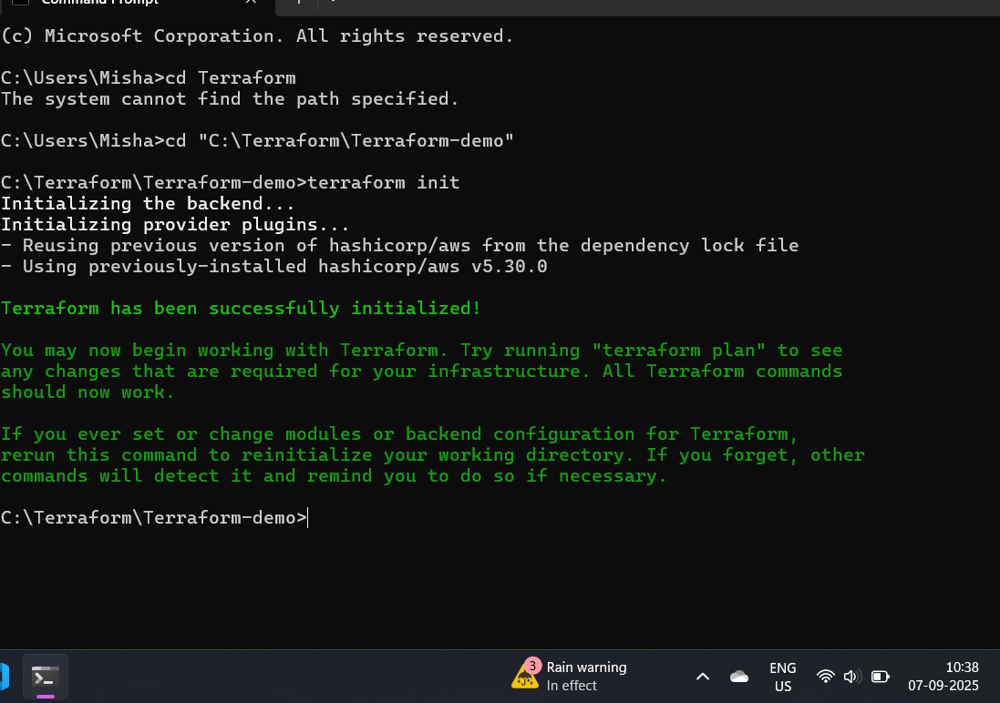 Command Prompt
(c) Microsoft Corporation. All rights reserved.
C:\Users\Misha>cd Terraform
The system cannot find the path specified.
C:\Users\Misha>cd "C:\Terraform\Terraform-demo"
C:\Terraform\Terraform-demo>terraform init
Initializing the backend...
Initializing provider plugins...
- Reusing previous version of hashicorp/aws from the dependency lock file
- Using previously-installed hashicorp/aws v5.30.0
Terraform has been successfully initialized!
You may now begin working with Terraform. Try running "terraform plan" to see
any changes that are required for your infrastructure. All Terraform commands
should now work.
If you ever set or change modules or backend configuration for Terraform,
rerun this command to reinitialize your working directory. If you forget, other
commands will detect it and remind you to do so if necessary.
C:\Terraform\Terraform-demo>
3
Rain warning
In effect
ENG
US
10:38
07-09-2025